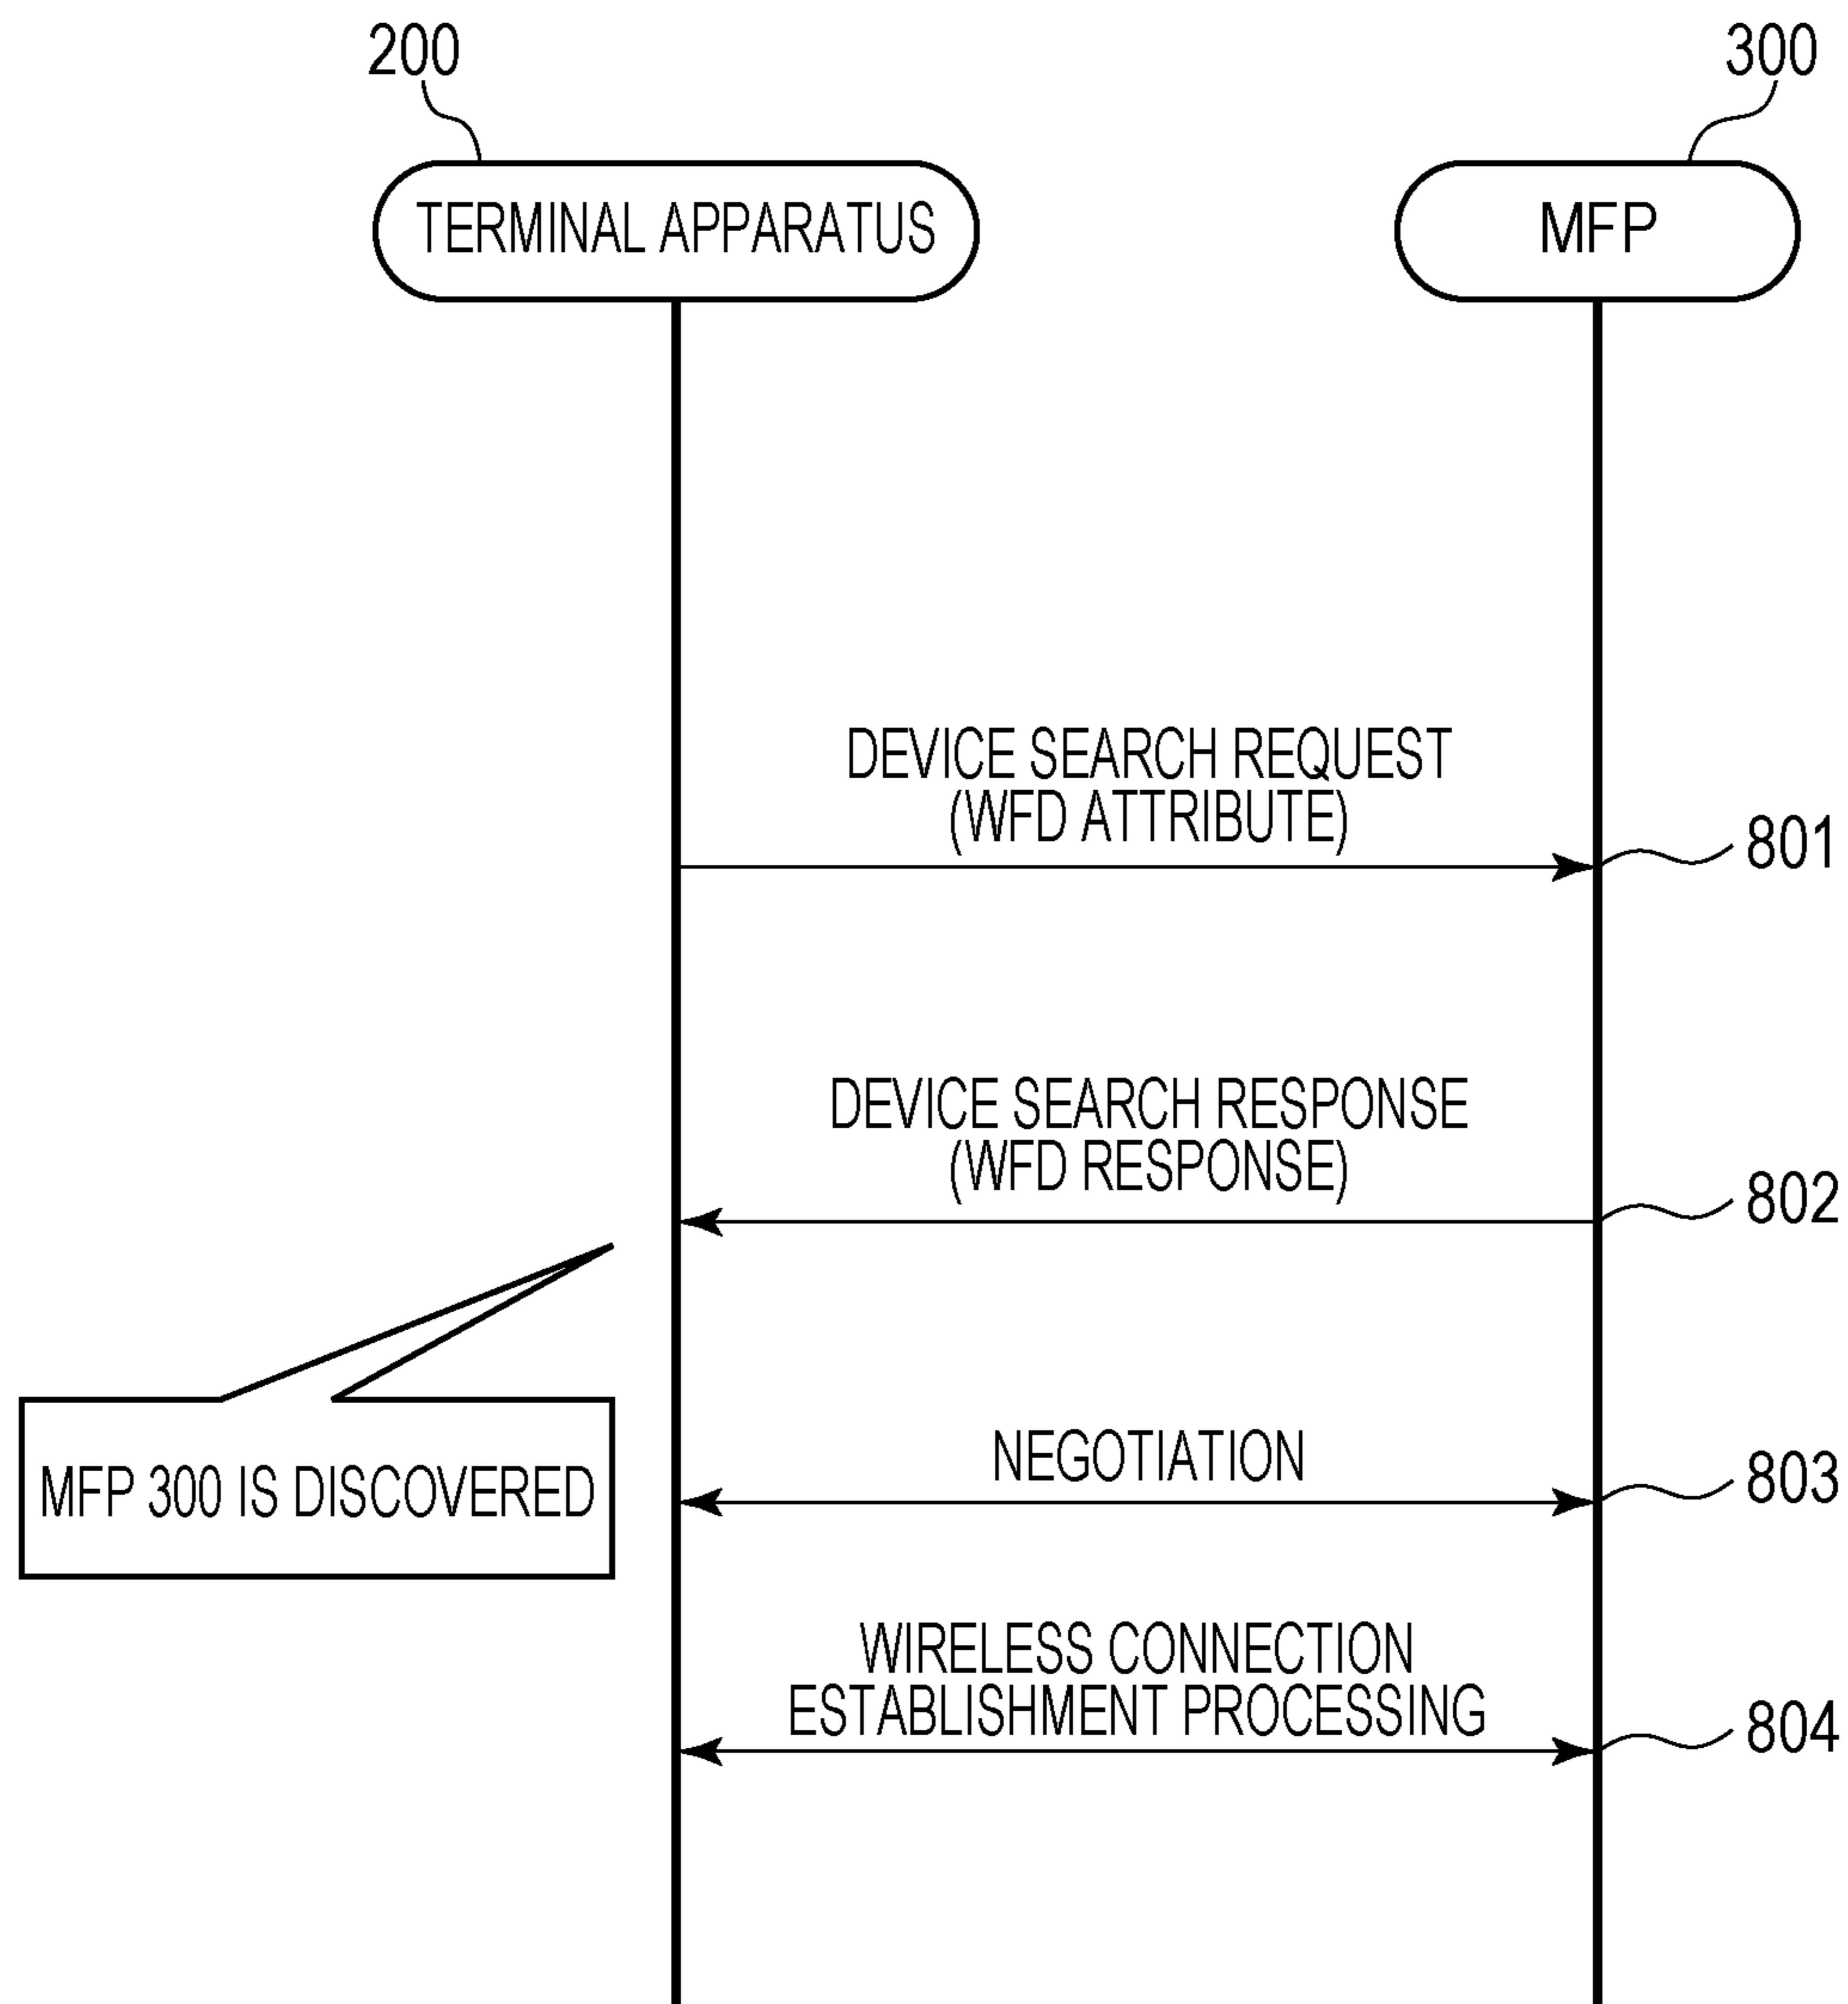 200
300
TERMINAL APPARATUS
MFP
DEVICE SEARCH REQUEST
(WFD ATTRIBUTE)
801
DEVICE SEARCH RESPONSE
(WFD RESPONSE)
802
MFP 300 IS DISCOVERED
NEGOTIATION
803
WIRELESS CONNECTION
ESTABLISHMENT PROCESSING
804